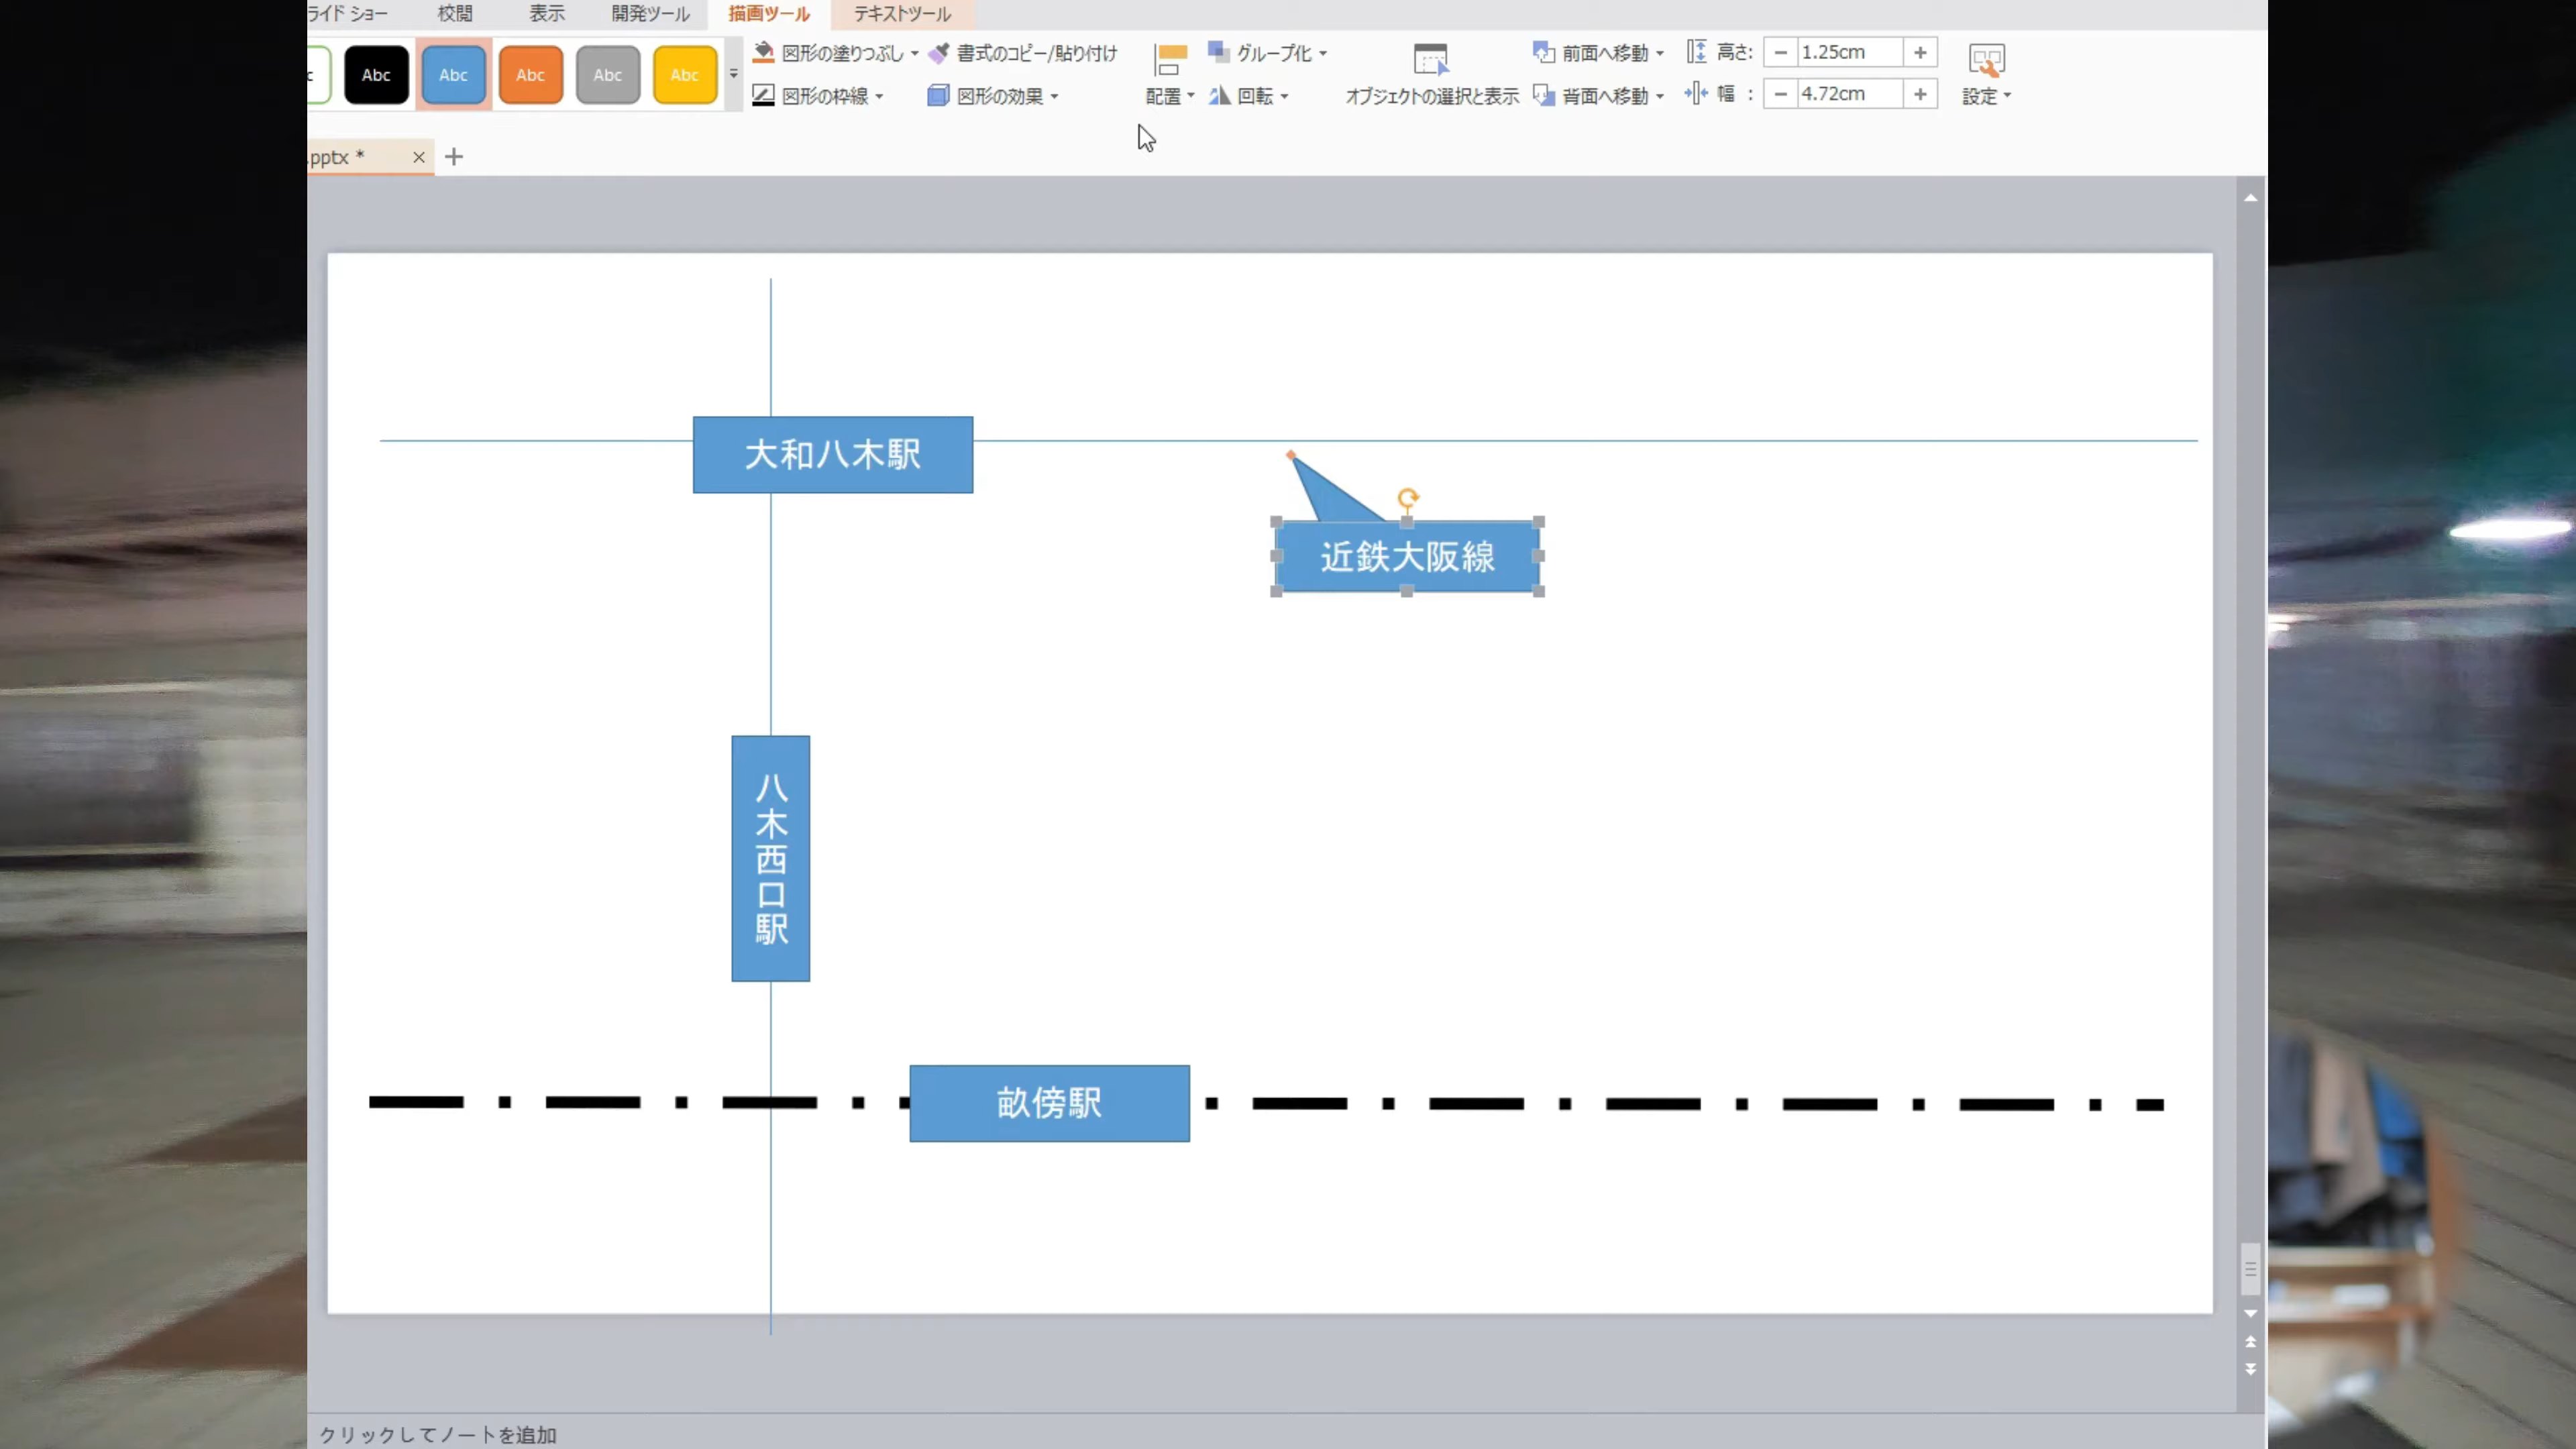 ライド ショー 校閲 表示 開発ツール 描画ツール テキストツール
Abc Abc Abc Abc Abc 図形の塗りつぶし 書式のコピー/貼り付け グループ化 前面へ移動 高さ: 1.25cm
図形の枠線 図形の効果 配置 回転 オブジェクトの選択と表示 背面へ移動 幅 : 4.72cm 設定
.pptx *
大和八木駅
近鉄大阪線
八木西口駅
畝傍駅
クリックしてノートを追加